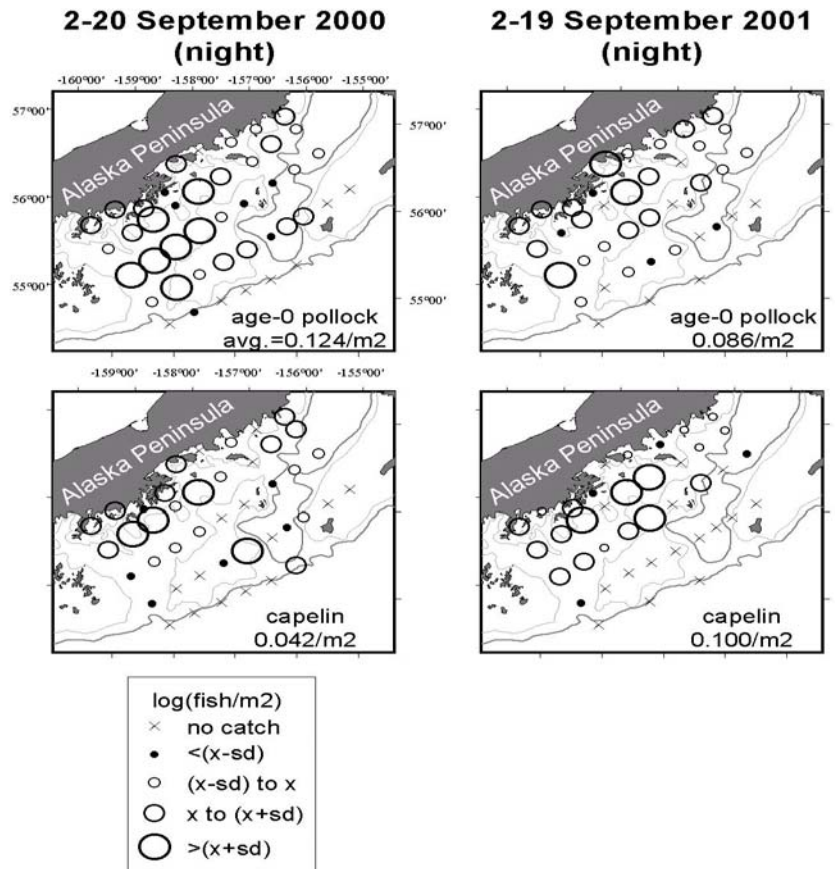 2-20 September 2000
(night)
2-19 September 2001
(night)
-160°00' -159°00' -158°00' -157°00' -156°00' -155°00'
57°00'
56°00'
55°00'
Alaska Peninsula
age-0 pollock
avg.=0.124/m2
57°00'
56°00'
55°00'
Alaska Peninsula
age-0 pollock
0.086/m2
-159°00' -158°00' -157°00' -156°00' -155°00'
Alaska Peninsula
capelin
0.042/m2
Alaska Peninsula
capelin
0.100/m2
log(fish/m2)
no catch
<(x-sd)
(x-sd) to x
x to (x+sd)
>(x+sd)